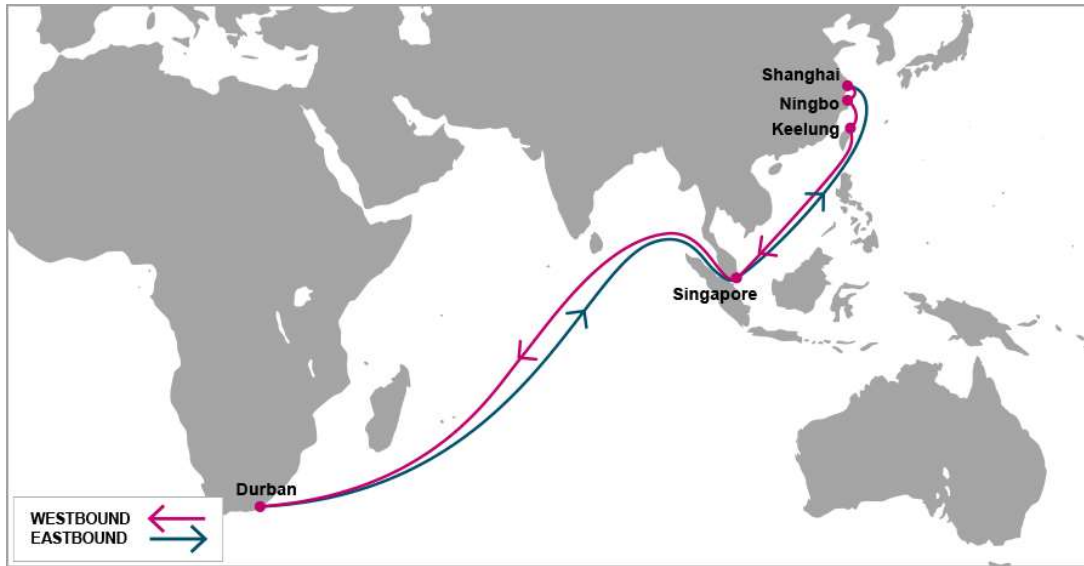 Shanghai
Ningbo
Keelung
Singapore
Durban
WESTBOUND
EASTBOUND